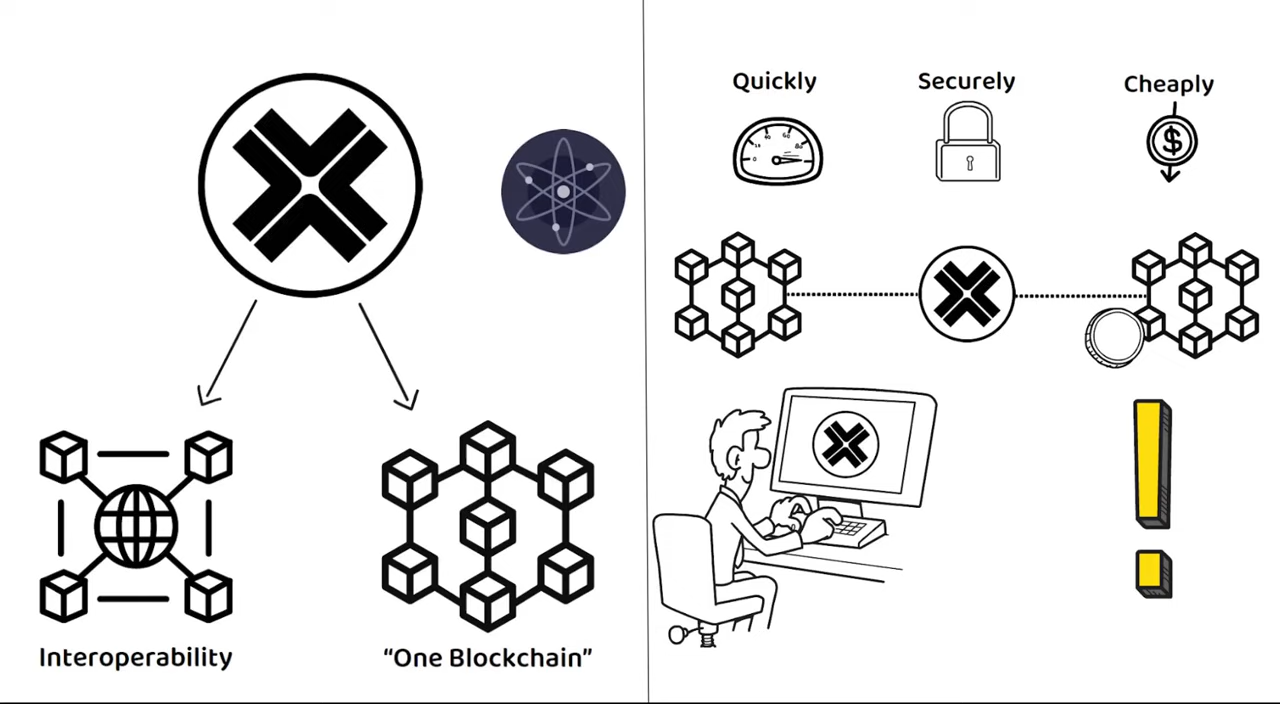 Interoperability
“One Blockchain”
Quickly
Securely
Cheaply
$